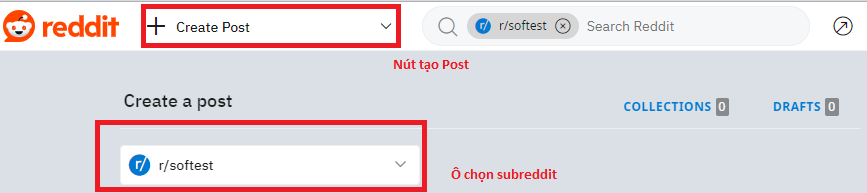 reddit Create Post r/ r/softest Search Reddit
Nút tạo Post
Create a post COLLECTIONS 0 DRAFTS 0
r/ r/softest
Ô chọn subreddit